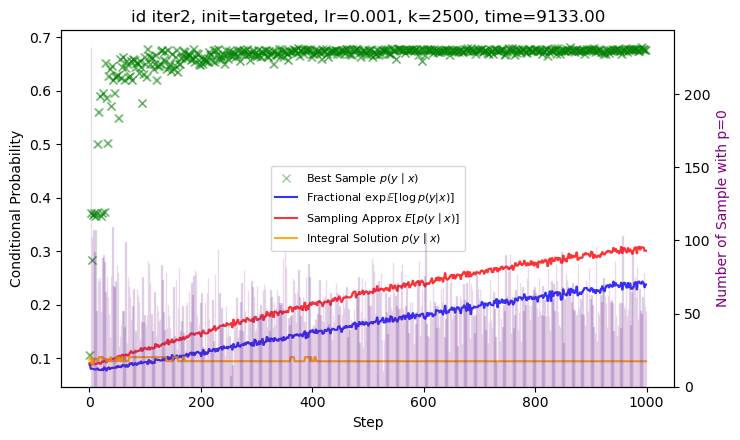 id iter2, init=targeted, lr=0.001, k=2500, time=9133.00
Conditional Probability
0.7
0.6
0.5
0.4
0.3
0.2
0.1
Best Sample p(y | x)
Fractional exp𝔼[log p(y|x)]
Sampling Approx E[p(y | x)]
Integral Solution p(y | x)
200
150
100
50
0
Number of Sample with p=0
0 200 400 600 800 1000
Step